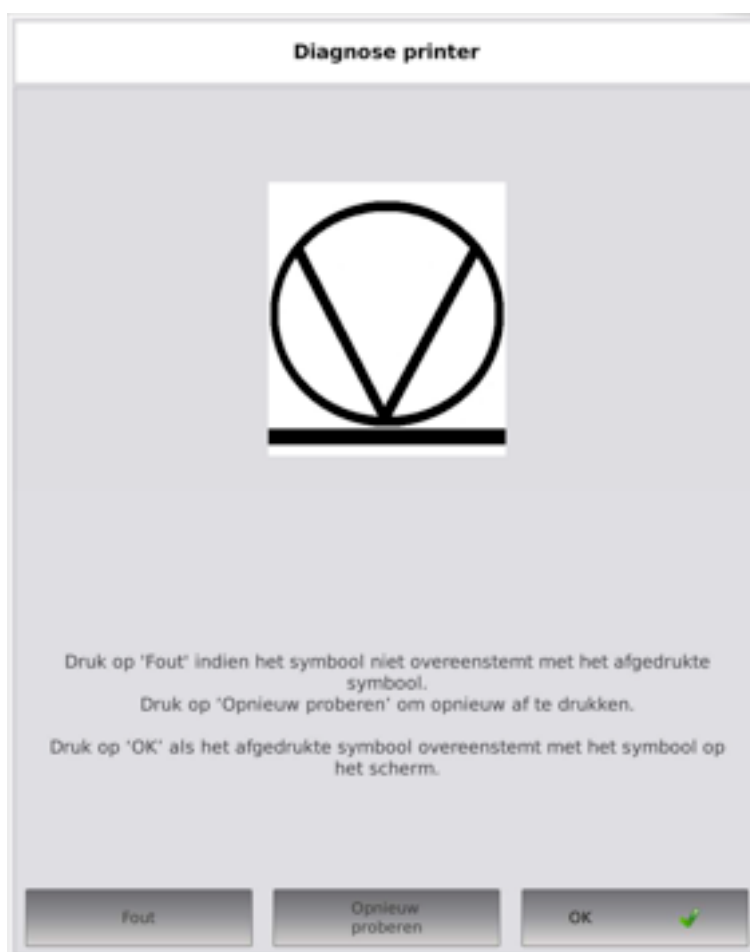 Diagnose printer
Druk op 'Fout' indien het symbool niet overeenstemt met het afgedrukte
symbool.
Druk op 'Opnieuw proberen' om opnieuw af te drukken.
Druk op 'OK' als het afgedrukte symbool overeenstemt met het symbool op
het scherm.
Fout
Opnieuw
proberen
OK